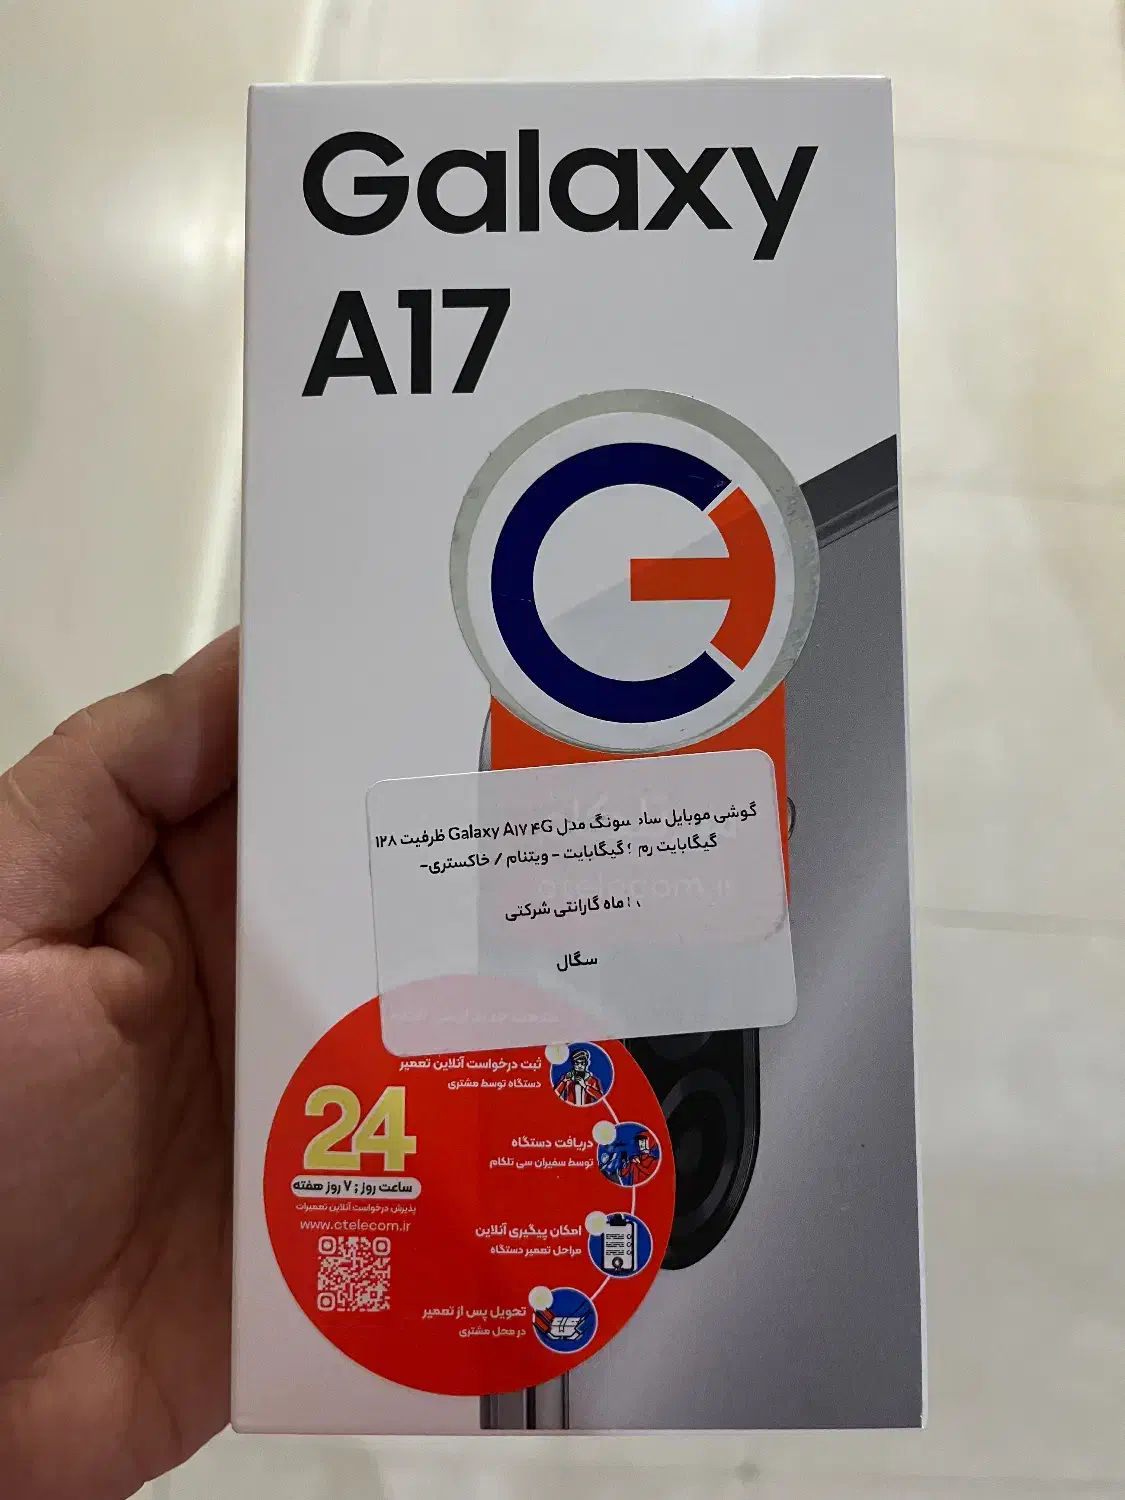 Galaxy
A17
گوشی موبایل سامسونگ مدل Galaxy A۱۷ ۴G ظرفیت ۱۲۸
گیگابایت رم گیگابایت - ویتنام / خاکستری-
ماه گارانتی شرکتی
سگال
ثبت درخواست آنلاین تعمیر
دستگاه توسط مشتری
24
ساعت روز ; ۷ روز هفته
پذیرش درخواست آنلاین تعمیرات
www.ctelecom.ir
دریافت دستگاه
توسط سفیران سی تلکام
امکان پیگیری آنلاین
مراحل تعمیر دستگاه
تحویل پس از تعمیر
در محل مشتری